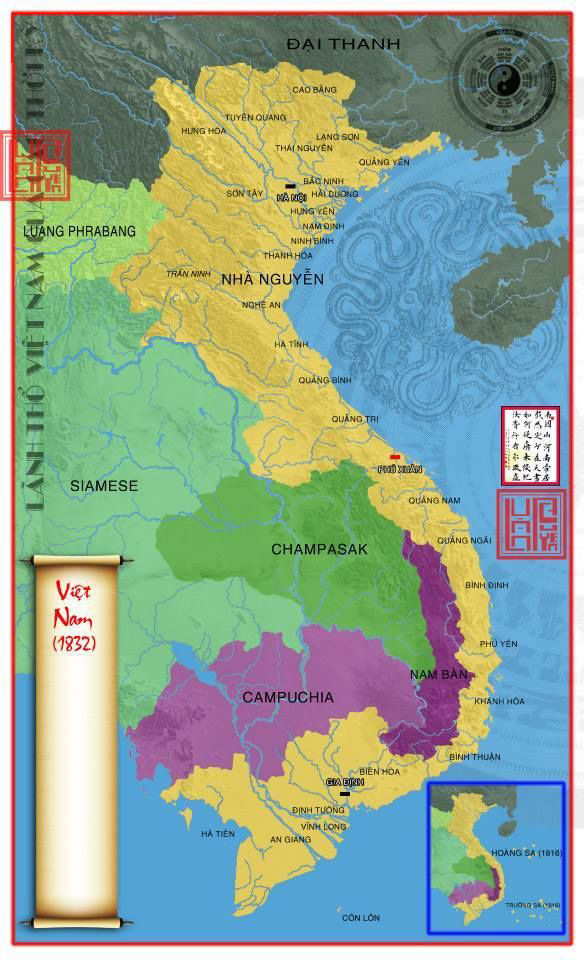 ĐẠI THANH
CAO BẰNG
TUYÊN QUANG
HƯNG HÓA
LẠNG SƠN
THÁI NGUYÊN
QUẢNG YÊN
BẮC NINH
SƠN TÂY
HẢI DƯƠNG
HÀ NỘI
HƯNG YÊN
NAM ĐỊNH
NINH BÌNH
LUANG PHRABANG
THANH HÓA
TRẤN NINH
NHÀ NGUYỄN
NGHỆ AN
HÀ TĨNH
QUẢNG BÌNH
QUẢNG TRỊ
PHÚ XUÂN
LÃNH THỔ VIỆT NAM QUA
THỜI KỲ
SIAMESE
QUẢNG NAM
CHAMPASAK
QUẢNG NGÃI
BÌNH ĐỊNH
Việt
Nam
(1832)
PHÚ YÊN
NAM BÀN
CAMPUCHIA
KHÁNH HÒA
BÌNH THUẬN
BIÊN HÒA
GIA ĐỊNH
ĐỊNH TƯỜNG
VĨNH LONG
HÀ TIÊN
AN GIANG
CÔN LÔN
HOÀNG SA (1816)
TRƯỜNG SA (1816)